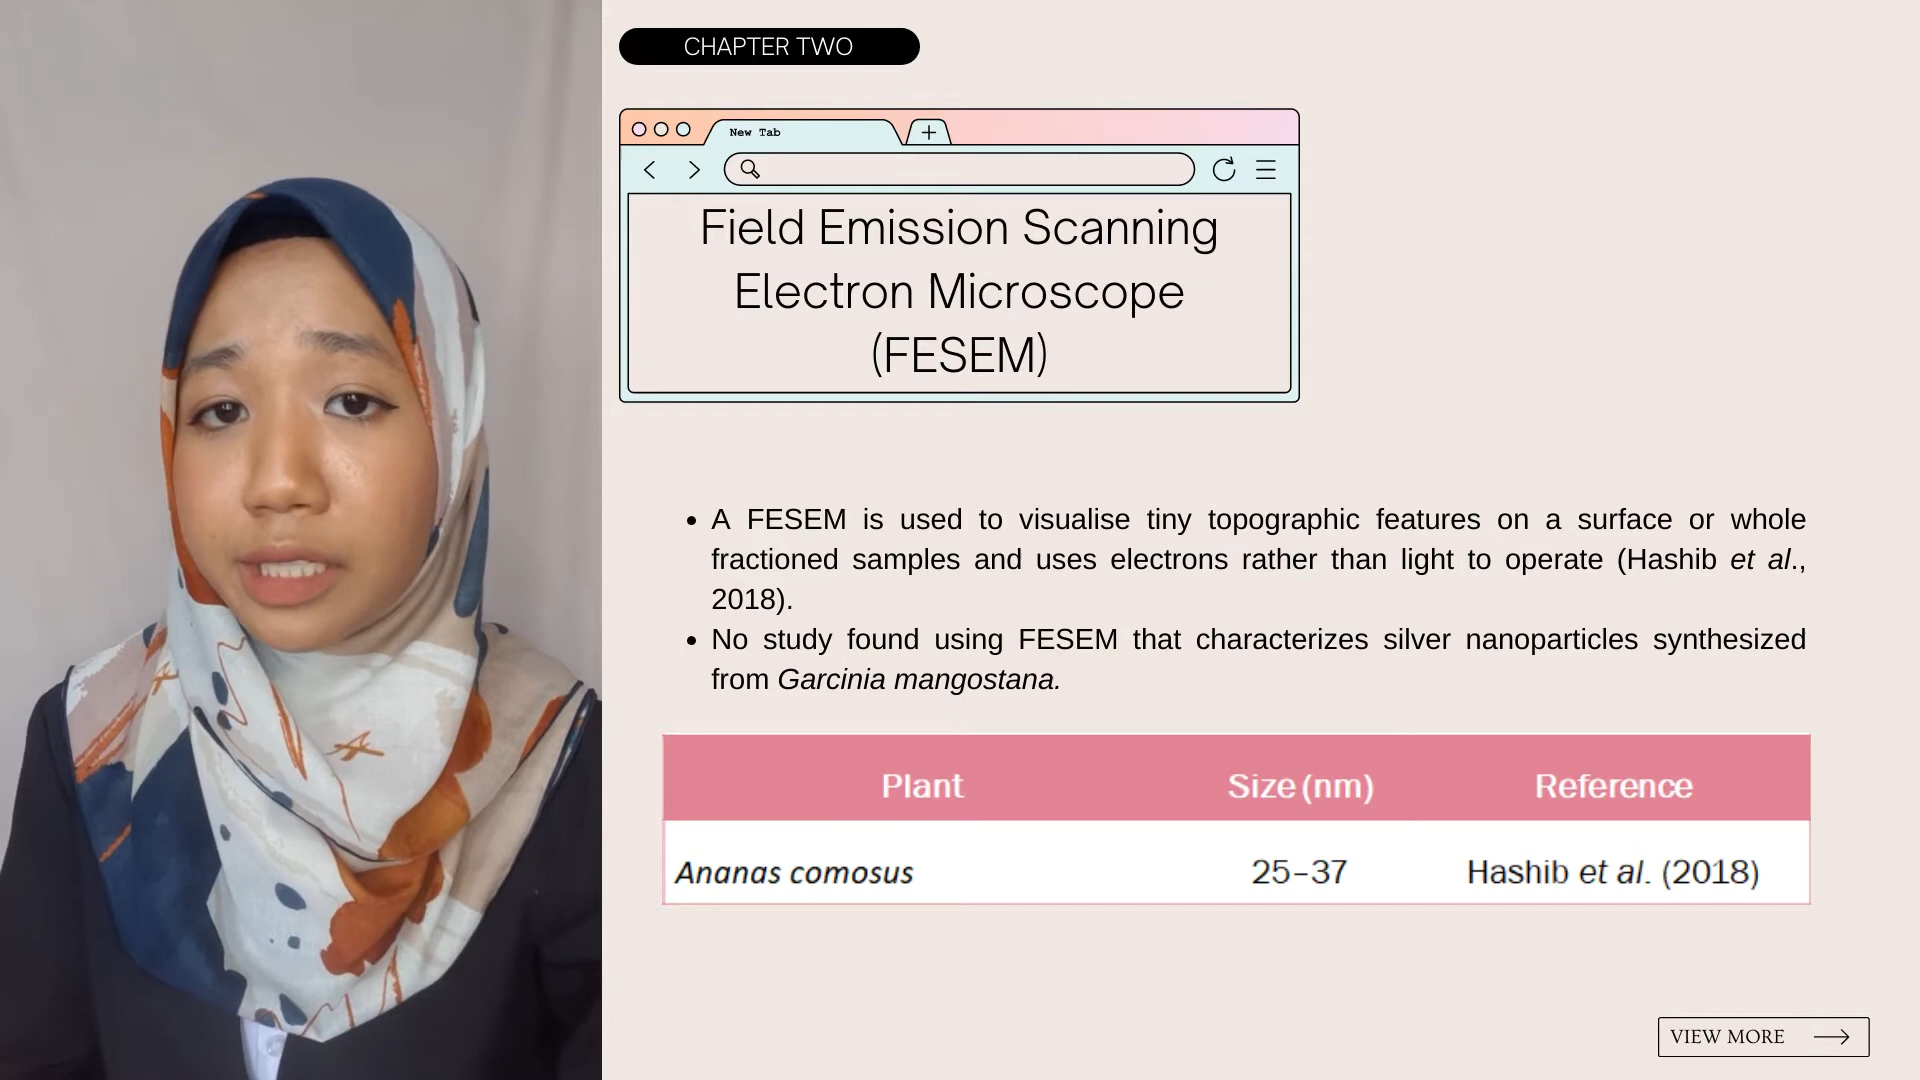 CHAPTER TWO
New Tab
Field Emission Scanning
Electron Microscope
(FESEM)
• A FESEM is used to visualise tiny topographic features on a surface or whole
fractioned samples and uses electrons rather than light to operate (Hashib et al.,
2018).
• No study found using FESEM that characterizes silver nanoparticles synthesized
from Garcinia mangostana.
Plant Size (nm) Reference
Ananas comosus 25–37 Hashib et al. (2018)
VIEW MORE